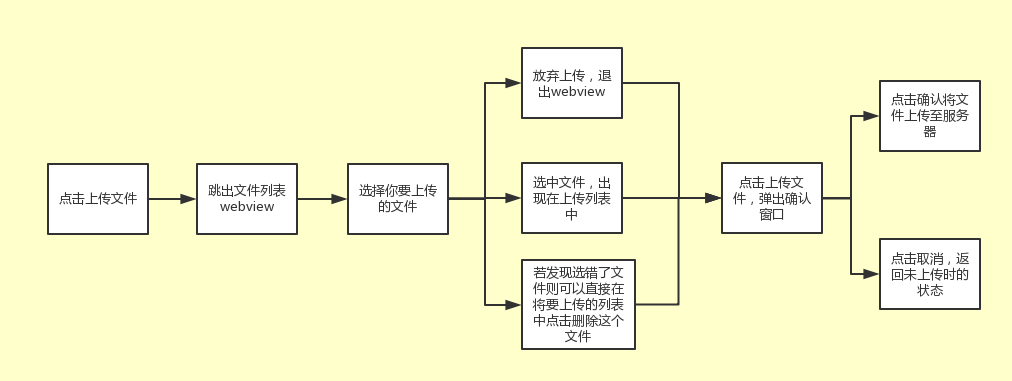 点击上传文件
跳出文件列表
webview
选择你要上传
的文件
放弃上传，退
出webview
选中文件，出
现在上传列表
中
若发现选错了文
件则可以直接在
将要上传的列表
中点击删除这个
文件
点击上传文
件，弹出确认
窗口
点击确认将文
件上传至服务
器
点击取消，返
回未上传时的
状态